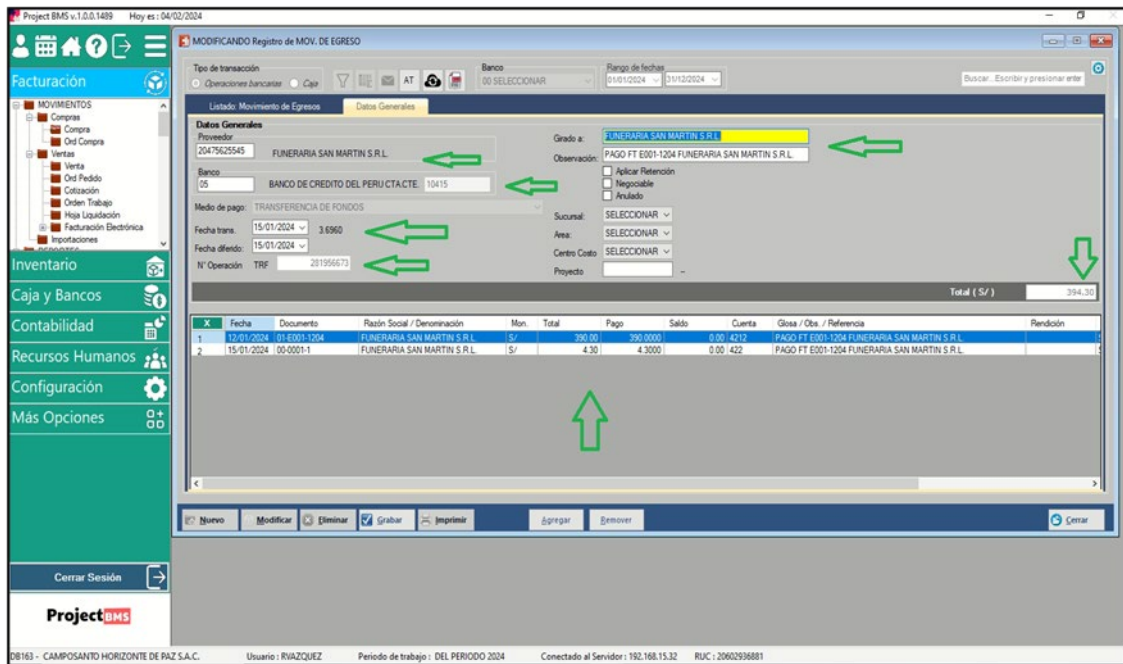 Project BMS v.1.0.0.1489 Hoy es : 04/02/2024
Facturación
MOVIMIENTOS
Compras
Compra
Ord Compra
Ventas
Venta
Ord Pedido
Cotización
Orden Trabajo
Hoja Liquidación
Facturación Electrónica
Importaciones
Inventario
Caja y Bancos
Contabilidad
Recursos Humanos
Configuración
Más Opciones
Cerrar Sesión
Project BMS
MODIFICANDO Registro de MOV. DE EGRESO
Tipo de transacción
Operaciones bancarias Caja
AT
Banco
00 SELECCIONAR
Rango de fechas
01/01/2024 31/12/2024
Buscar...Escribir y presionar enter
Listado: Movimiento de Egresos Datos Generales
Datos Generales
Proveedor
20475625545 FUNERARIA SAN MARTIN S.R.L.
Banco
05 BANCO DE CREDITO DEL PERU CTA.CTE. 10415
Medio de pago: TRANSFERENCIA DE FONDOS
Fecha trans. 15/01/2024 3.6960
Fecha diferido: 15/01/2024
N° Operación TRF 281956673
Girado a: FUNERARIA SAN MARTIN S.R.L.
Observación: PAGO FT E001-1204 FUNERARIA SAN MARTIN S.R.L.
Aplicar Retención
Negociable
Anulado
Sucursal: SELECCIONAR
Area: SELECCIONAR
Centro Costo SELECCIONAR
Proyecto -
Total ( S/ ) 394.30
X Fecha Documento Razón Social / Denominación Mon. Total Pago Saldo Cuenta Glosa / Obs. / Referencia Rendición
1 12/01/2024 01-E001-1204 FUNERARIA SAN MARTIN S.R.L. S/ 390.00 390.0000 0.00 4212 PAGO FT E001-1204 FUNERARIA SAN MARTIN S.R.L.
2 15/01/2024 00-0001-1 FUNERARIA SAN MARTIN S.R.L. S/ 4.30 4.3000 0.00 422 PAGO FT E001-1204 FUNERARIA SAN MARTIN S.R.L.
Nuevo Modificar Eliminar Grabar Imprimir Agregar Remover Cerrar
DB163 - CAMPOSANTO HORIZONTE DE PAZ S.A.C. Usuario : RVAZQUEZ Periodo de trabajo : DEL PERIODO 2024 Conectado al Servidor : 192.168.15.32 RUC : 20602936881